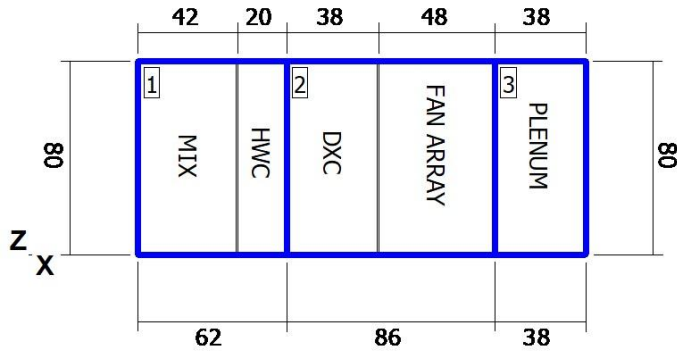 42 20 38 48 38
1 2 3
MIX HWC DXC FAN ARRAY PLENUM
80 80
Z
X
62 86 38